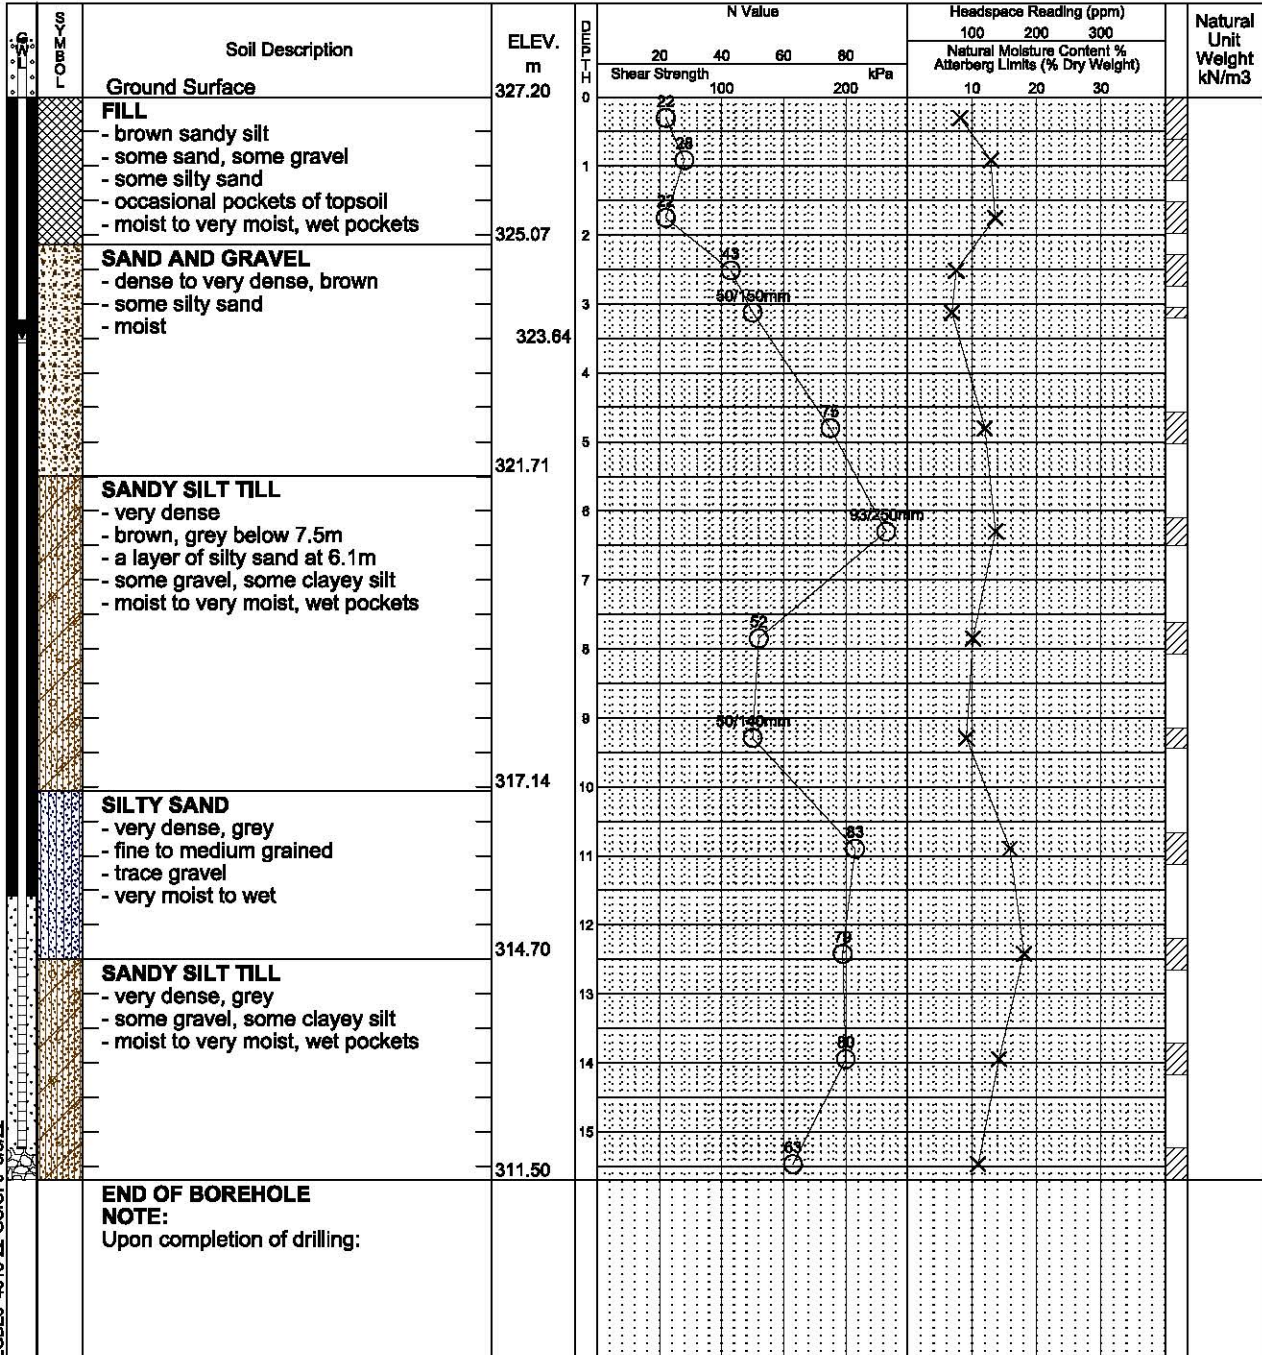 GWL
SYMBOL
Soil Description
ELEV.
m
DEPTH
N Value
20 40 60 80
Shear Strength kPa
100 200
Headspace Reading (ppm)
100 200 300
Natural Moisture Content %
Atterberg Limits (% Dry Weight)
10 20 30
Natural
Unit
Weight
kN/m3
Ground Surface 327.20 0
FILL 22
- brown sandy silt
- some sand, some gravel 28
- some silty sand 1
- occasional pockets of topsoil
- moist to very moist, wet pockets 22
325.07 2
SAND AND GRAVEL 43
- dense to very dense, brown
- some silty sand 50/150mm
3
- moist
323.64
4
75
5
321.71
SANDY SILT TILL
- very dense 6 93/250mm
- brown, grey below 7.5m
- a layer of silty sand at 6.1m
- some gravel, some clayey silt 7
- moist to very moist, wet pockets
52
8
9 50/140mm
317.14 10
SILTY SAND
- very dense, grey 83
- fine to medium grained 11
- trace gravel
- very moist to wet
12 79
314.70
SANDY SILT TILL
- very dense, grey 13
- some gravel, some clayey silt
- moist to very moist, wet pockets 80
14
15
63
311.50
END OF BOREHOLE
NOTE:
Upon completion of drilling: